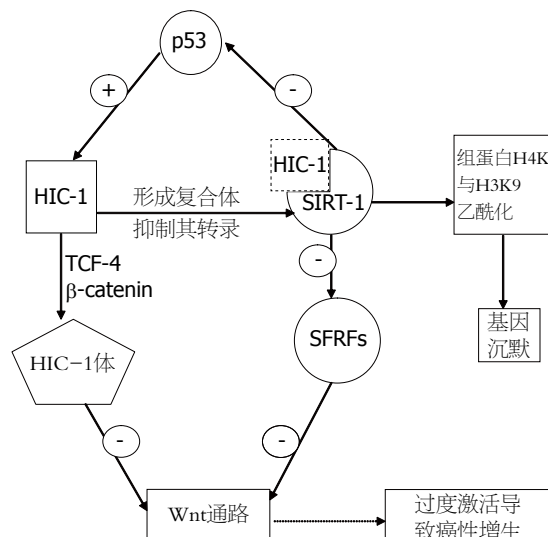 p53
+
-
HIC-1
组蛋白H4K
与H3K9
乙酰化
HIC-1
形成复合体
抑制其转录
SIRT-1
-
TCF-4
β-catenin
基因
沉默
SFRFs
HIC-1体
-
-
Wnt通路
过度激活导
致癌性增生